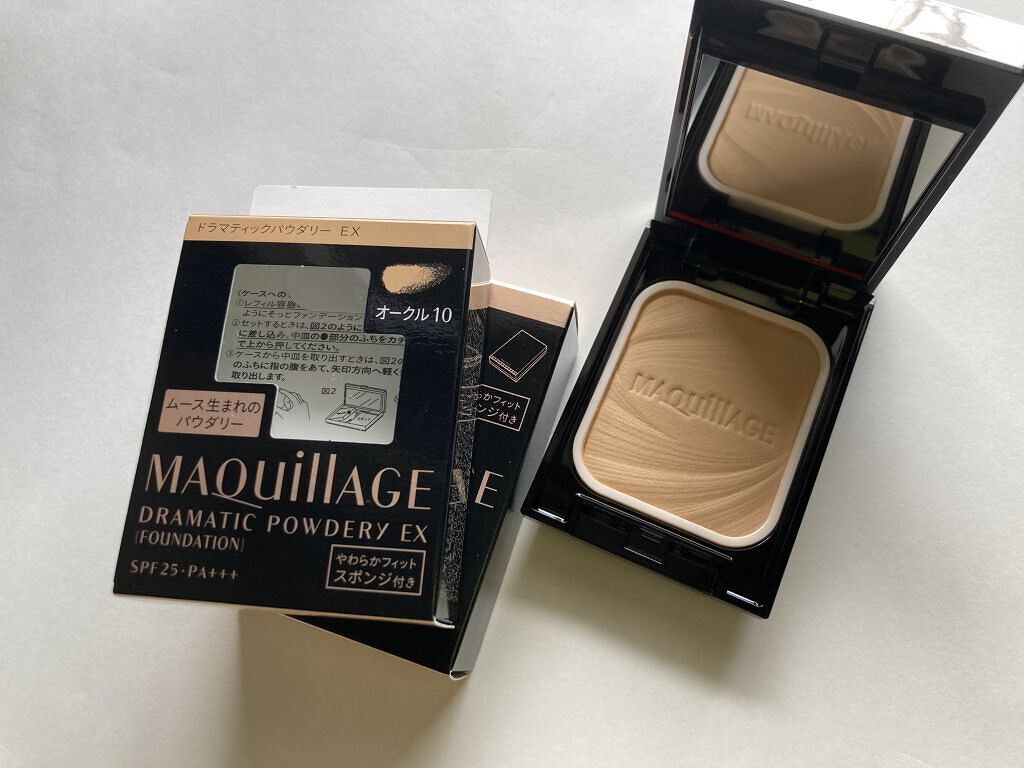 ドラマティックパウダリー EX
オークル10
〈ケースへの
①レフィル容器
ようにそっとファンデーション
②セットするときは、図2のように
に差し込み、中皿の●部分のふちをカチ
で上から押してください。
③ケースから中皿を取り出すときは、図2の
のふちに指の腹をあて、矢印方向へ軽く
取り出します。
図2
ムース生まれの
パウダリー
MAQuillAGE
DRAMATIC POWDERY EX
(FOUNDATION)
SPF25・PA+++
やわらかフィット
スポンジ付き
らかフィット
ンジ付き
E
MAQuillAGE
MAQuillAGE